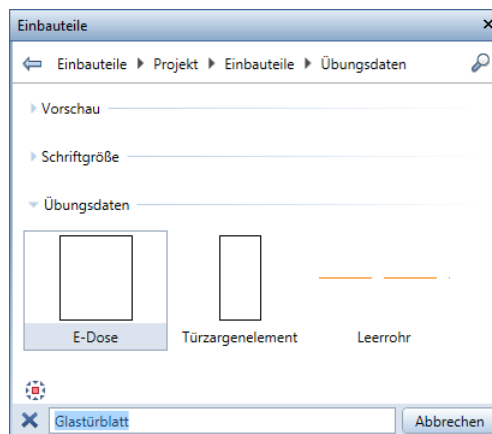 Einbauteile
Einbauteile Projekt Einbauteile Übungsdaten
Vorschau
Schriftgröße
Übungsdaten
E-Dose Türzargenelement Leerrohr
Glastürblatt Abbrechen